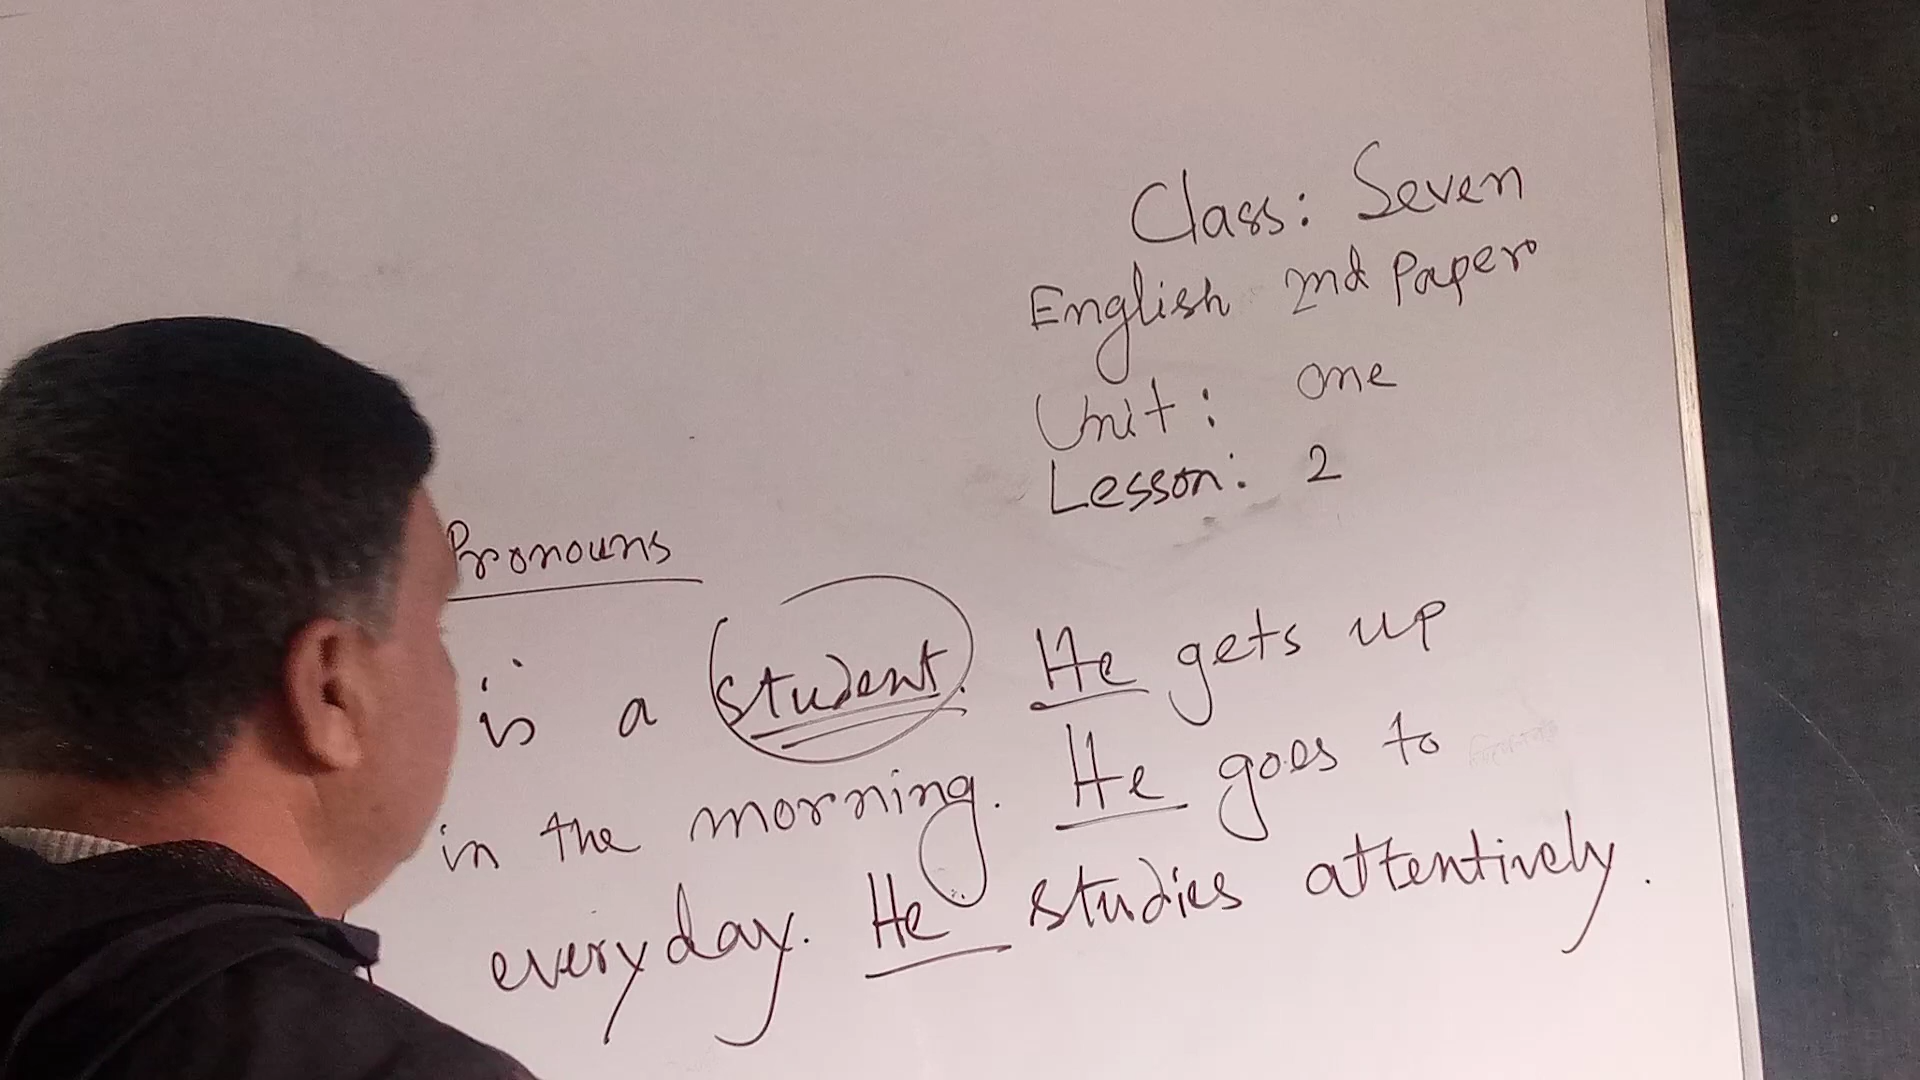 Class: Seven
English 2nd Paper
Unit: one
Lesson: 2
Pronouns
is a student. He gets up
in the morning. He goes to
everyday. He studies attentively.